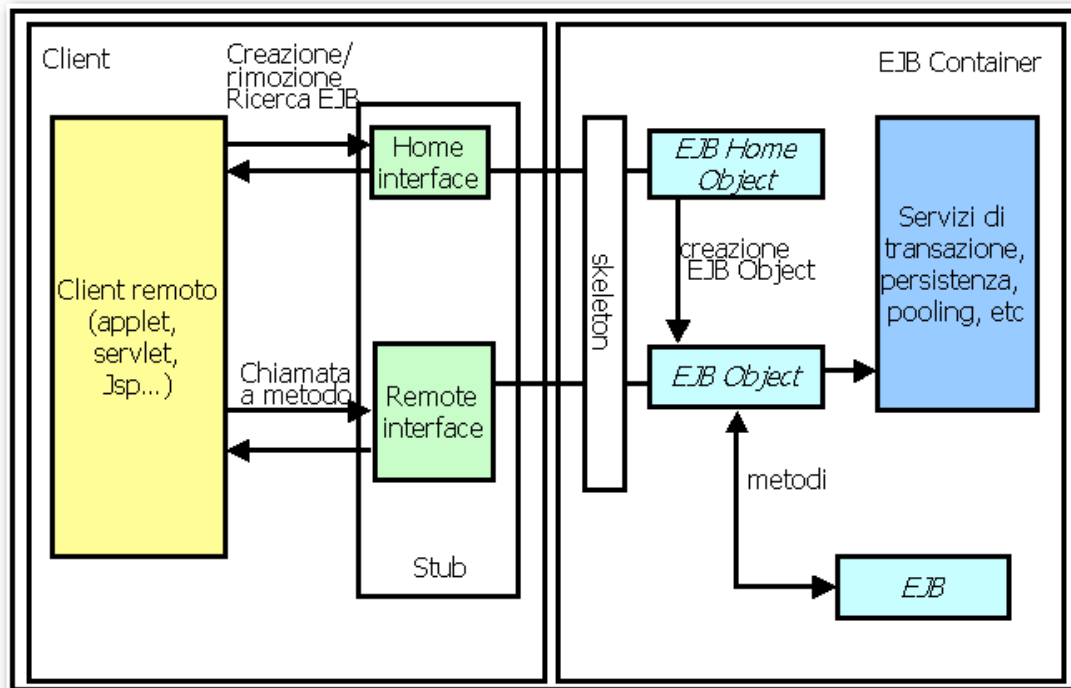 Client
Creazione/
rimozione
Ricerca EJB
EJB Container
Home
interface
EJB Home
Object
Servizi di
transazione,
persistenza,
pooling, etc
creazione
EJB Object
skeleton
Client remoto
(applet,
servlet,
Jsp...)
Chiamata
a metodo
Remote
interface
EJB Object
metodi
Stub
EJB